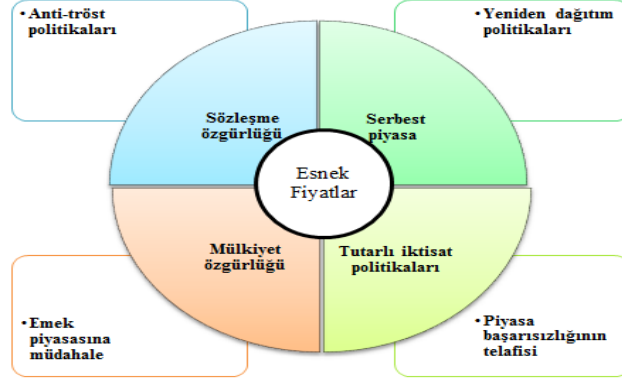 • Anti-tröst
politikaları
• Yeniden dağıtım
politikaları
Sözleşme
özgürlüğü
Serbest
piyasa
Esnek
Fiyatlar
Mülkiyet
özgürlüğü
Tutarlı iktisat
politikaları
• Emek
piyasasına
müdahale
• Piyasa
başarısızlığının
telafisi